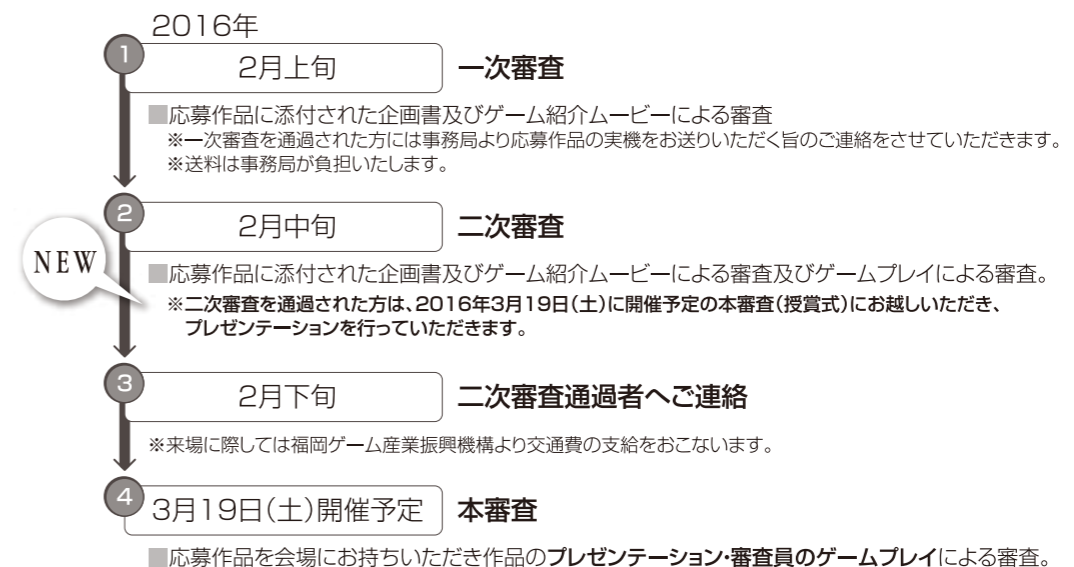 2016年
1
2月上旬
一次審査
■応募作品に添付された企画書及びゲーム紹介ムービーによる審査
※一次審査を通過された方には事務局より応募作品の実機をお送りいただく旨のご連絡をさせていただきます。
※送料は事務局が負担いたします。
2
2月中旬
二次審査
NEW
■応募作品に添付された企画書及びゲーム紹介ムービーによる審査及びゲームプレイによる審査。
※二次審査を通過された方は、2016年3月19日(土)に開催予定の本審査(授賞式)にお越しいただき、
プレゼンテーションを行っていただきます。
3
2月下旬
二次審査通過者へご連絡
※来場に際しては福岡ゲーム産業振興機構より交通費の支給をおこないます。
4
3月19日(土)開催予定
本審査
■応募作品を会場にお持ちいただき作品のプレゼンテーション・審査員のゲームプレイによる審査。